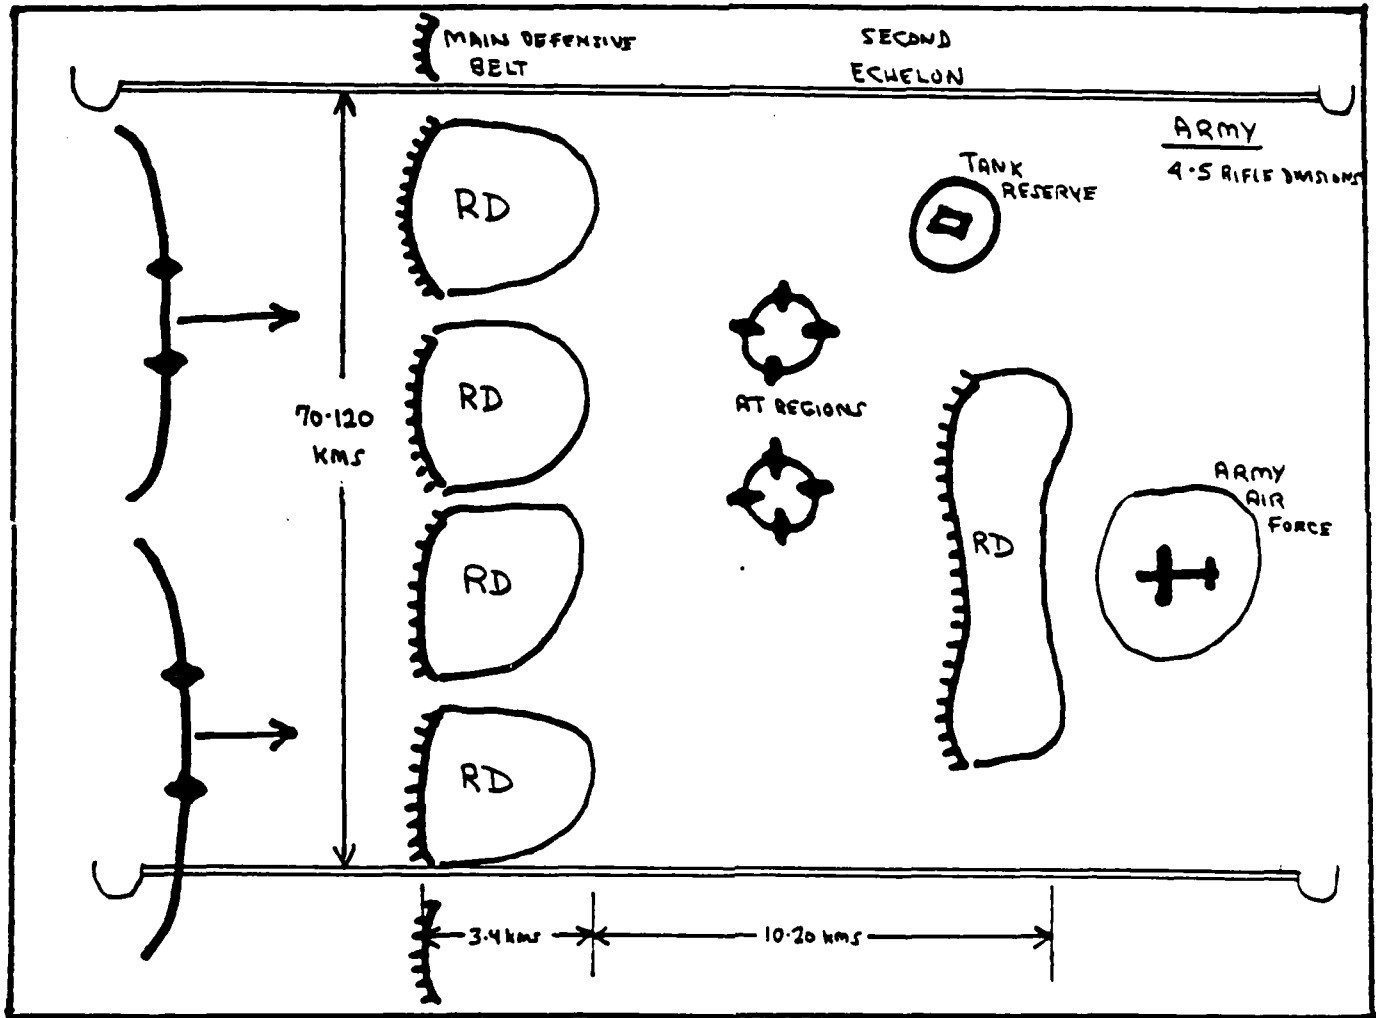 MAIN DEFENSIVE
BELT
SECOND
ECHELON
ARMY
4-5 RIFLE DIVISIONS
TANK
RESERVE
RD
RD
70-120
KMS
AT REGIONS
ARMY
AIR
FORCE
RD
RD
RD
3-4 kms
10-20 kms